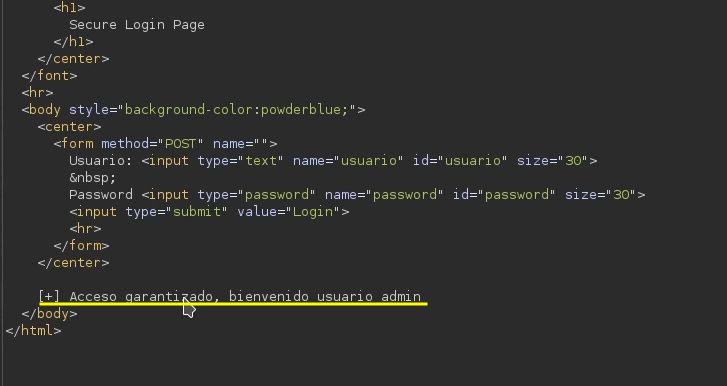 <h1>
Secure Login Page
</h1>
</center>
</font>
<hr>
<body style="background-color:powderblue;">
<center>
<form method="POST" name="">
Usuario: <input type="text" name="usuario" id="usuario" size="30">
&nbsp;
Password <input type="password" name="password" id="password" size="30">
<input type="submit" value="Login">
<hr>
</form>
</center>
[+] Acceso garantizado, bienvenido usuario admin
</body>
</html>